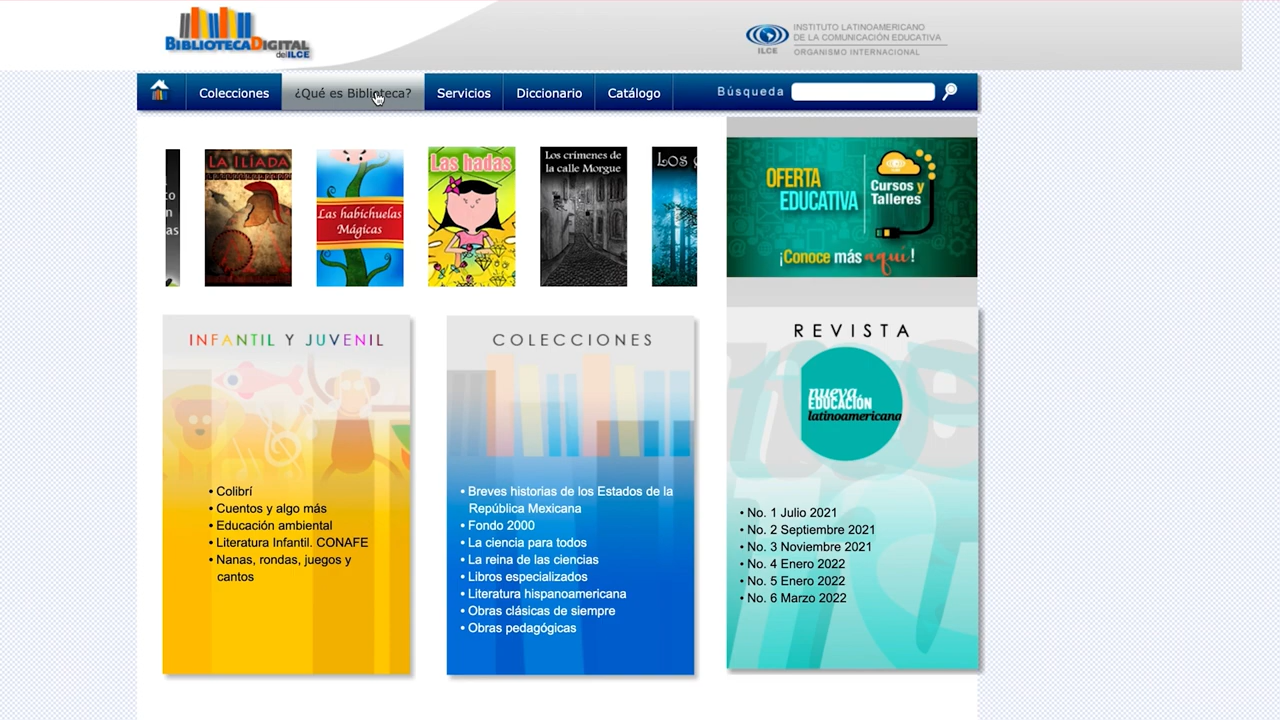 BIBLIOTECADIGITAL
del ILCE
ILCE
INSTITUTO LATINOAMERICANO
DE LA COMUNICACIÓN EDUCATIVA
ORGANISMO INTERNACIONAL
Colecciones
¿Qué es Biblioteca?
Servicios
Diccionario
Catálogo
Búsqueda
LA ILIADA
Las habichuelas
Mágicas
Las hadas
Los crímenes de
la calle Morgue
OFERTA
EDUCATIVA
Cursos y
Talleres
¡Conoce más aquí!
INFANTIL Y JUVENIL
• Colibrí
• Cuentos y algo más
• Educación ambiental
• Literatura Infantil. CONAFE
• Nanas, rondas, juegos y
cantos
COLECCIONES
• Breves historias de los Estados de la
República Mexicana
• Fondo 2000
• La ciencia para todos
• La reina de las ciencias
• Libros especializados
• Literatura hispanoamericana
• Obras clásicas de siempre
• Obras pedagógicas
REVISTA
nueva
EDUCACIÓN
latinoamericana
• No. 1 Julio 2021
• No. 2 Septiembre 2021
• No. 3 Noviembre 2021
• No. 4 Enero 2022
• No. 5 Enero 2022
• No. 6 Marzo 2022